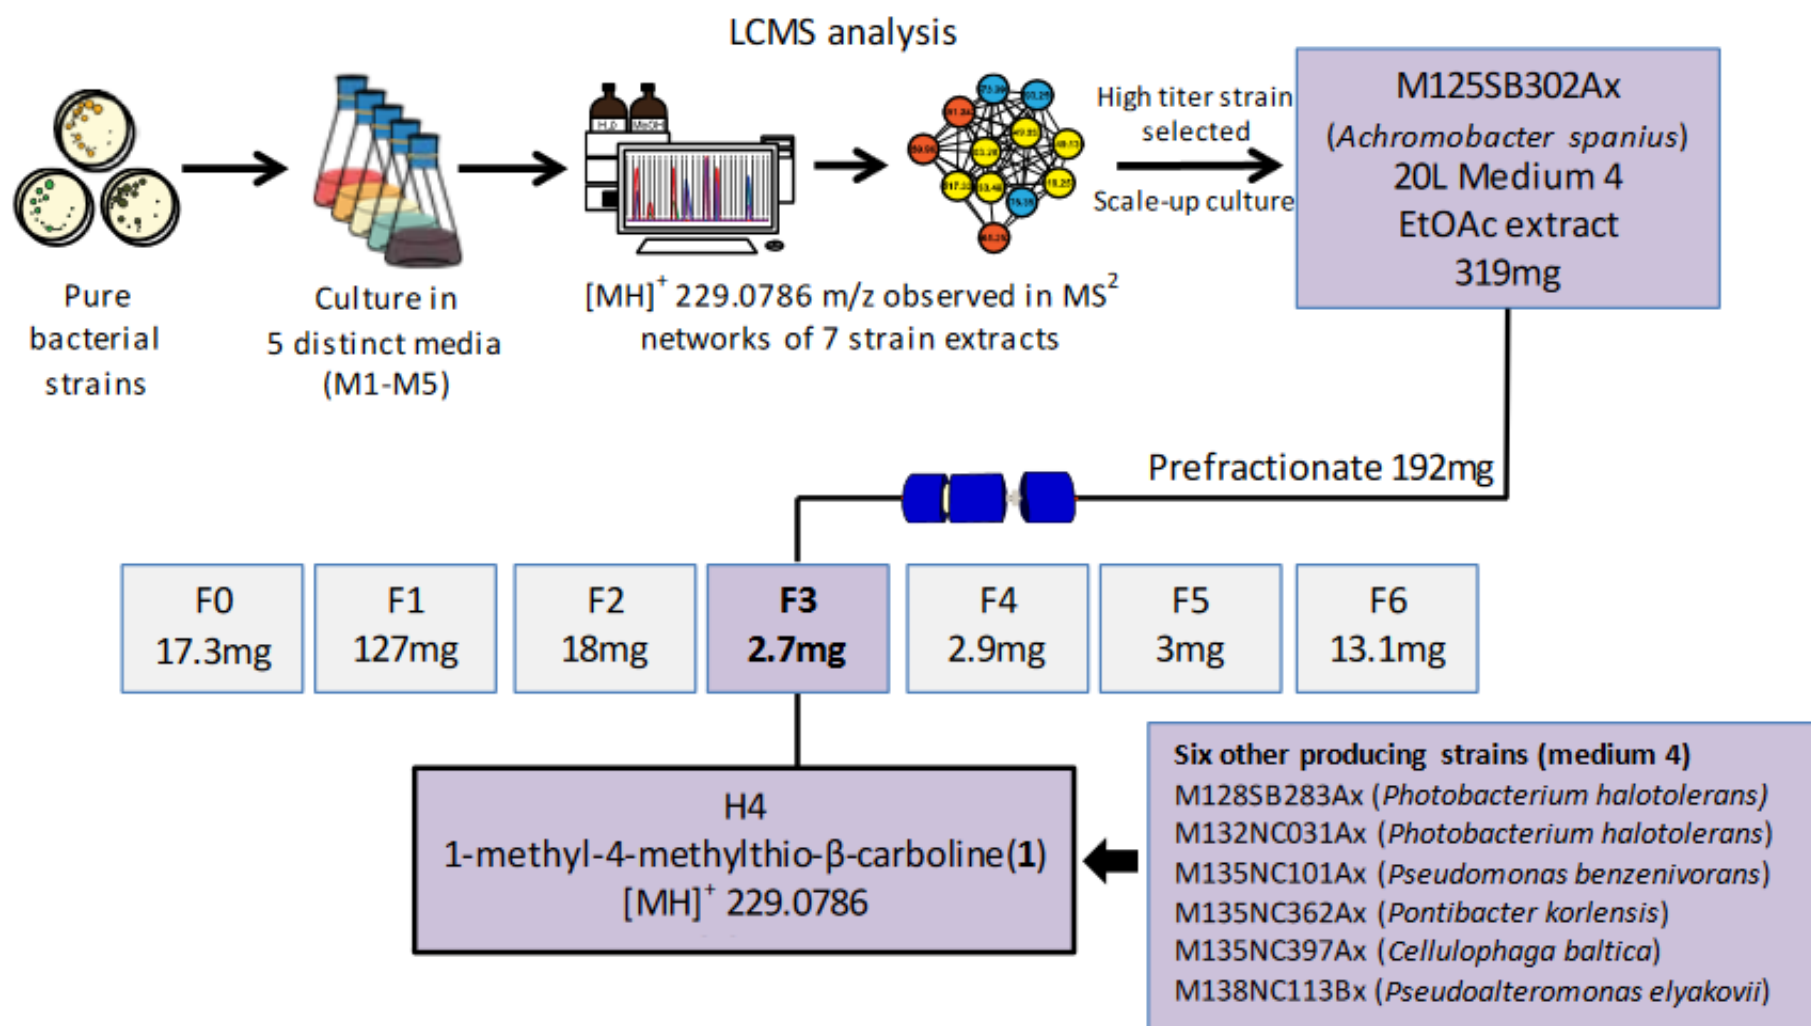 LCMS analysis
Pure
bacterial
strains
Culture in
5 distinct media
(M1-M5)
H₂O
MeOH
[MH]⁺ 229.0786 m/z observed in MS²
networks of 7 strain extracts
High titer strain
selected
Scale-up culture
M125SB302Ax
(Achromobacter spanius)
20L Medium 4
EtOAc extract
319mg
Prefractionate 192mg
F0
17.3mg
F1
127mg
F2
18mg
F3
2.7mg
F4
2.9mg
F5
3mg
F6
13.1mg
H4
1-methyl-4-methylthio-β-carboline(1)
[MH]⁺ 229.0786
Six other producing strains (medium 4)
M128SB283Ax (Photobacterium halotolerans)
M132NC031Ax (Photobacterium halotolerans)
M135NC101Ax (Pseudomonas benzenivorans)
M135NC362Ax (Pontibacter korlensis)
M135NC397Ax (Cellulophaga baltica)
M138NC113Bx (Pseudoalteromonas elyakovii)